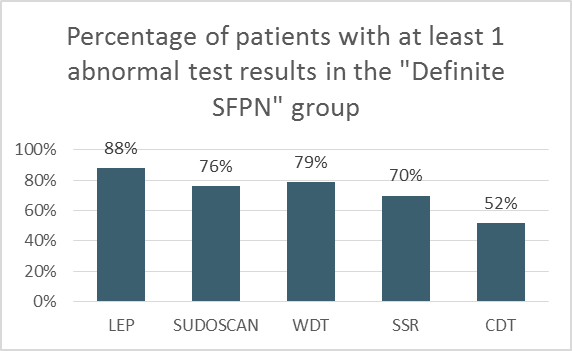 Percentage of patients with at least 1
abnormal test results in the "Definite
SFPN" group
100%
80%
60%
40%
20%
0%
88%
76%
79%
70%
52%
LEP
SUDOSCAN
WDT
SSR
CDT